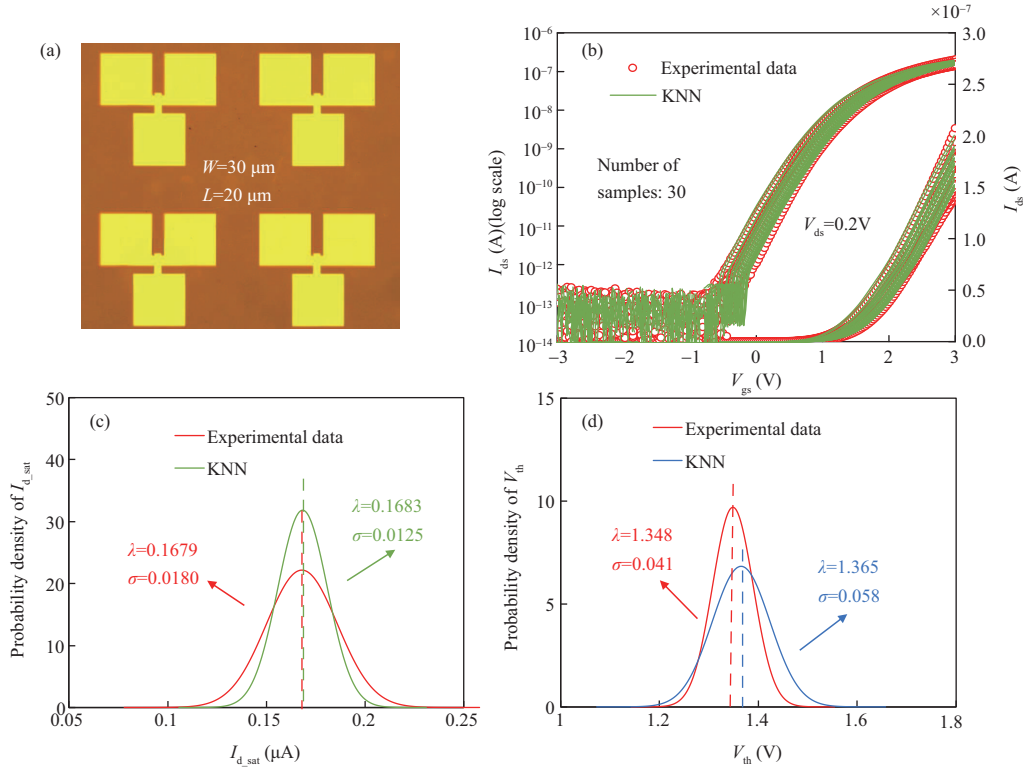 (a)
W=30 μm
L=20 μm
(b)
×10⁻⁷
Experimental data
KNN
Number of
samples: 30
V_ds=0.2V
10⁻⁶
10⁻⁷
10⁻⁸
10⁻⁹
10⁻¹⁰
10⁻¹¹
10⁻¹²
10⁻¹³
10⁻¹⁴
I_ds (A)(log scale)
3.0
2.5
2.0
1.5
1.0
0.5
0.0
I_ds (A)
−3 −2 −1 0 1 2 3
V_gs (V)
(c)
Experimental data
KNN
λ=0.1683
σ=0.0125
λ=0.1679
σ=0.0180
50
40
30
20
10
0
Probability density of I_d_sat
0.05 0.1 0.15 0.2 0.25
I_d_sat (μA)
(d)
Experimental data
KNN
λ=1.348
σ=0.041
λ=1.365
σ=0.058
15
10
5
0
Probability density of V_th
1 1.2 1.4 1.6 1.8
V_th (V)